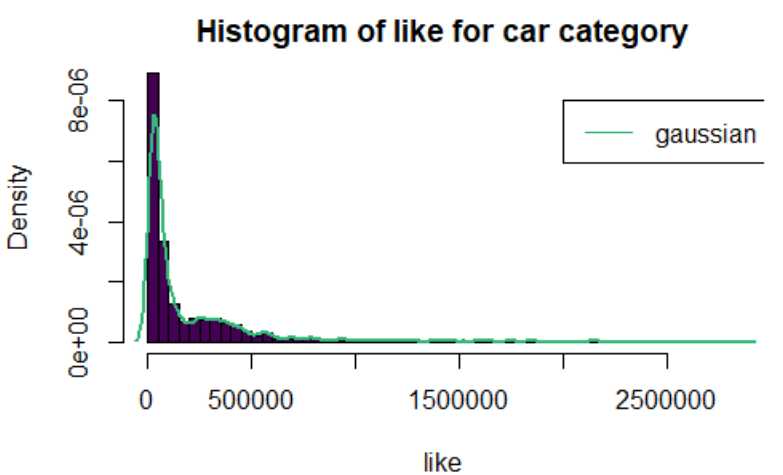 Histogram of like for car category
gaussian
Density
8e-06
4e-06
0e+00
0
500000
1500000
2500000
like